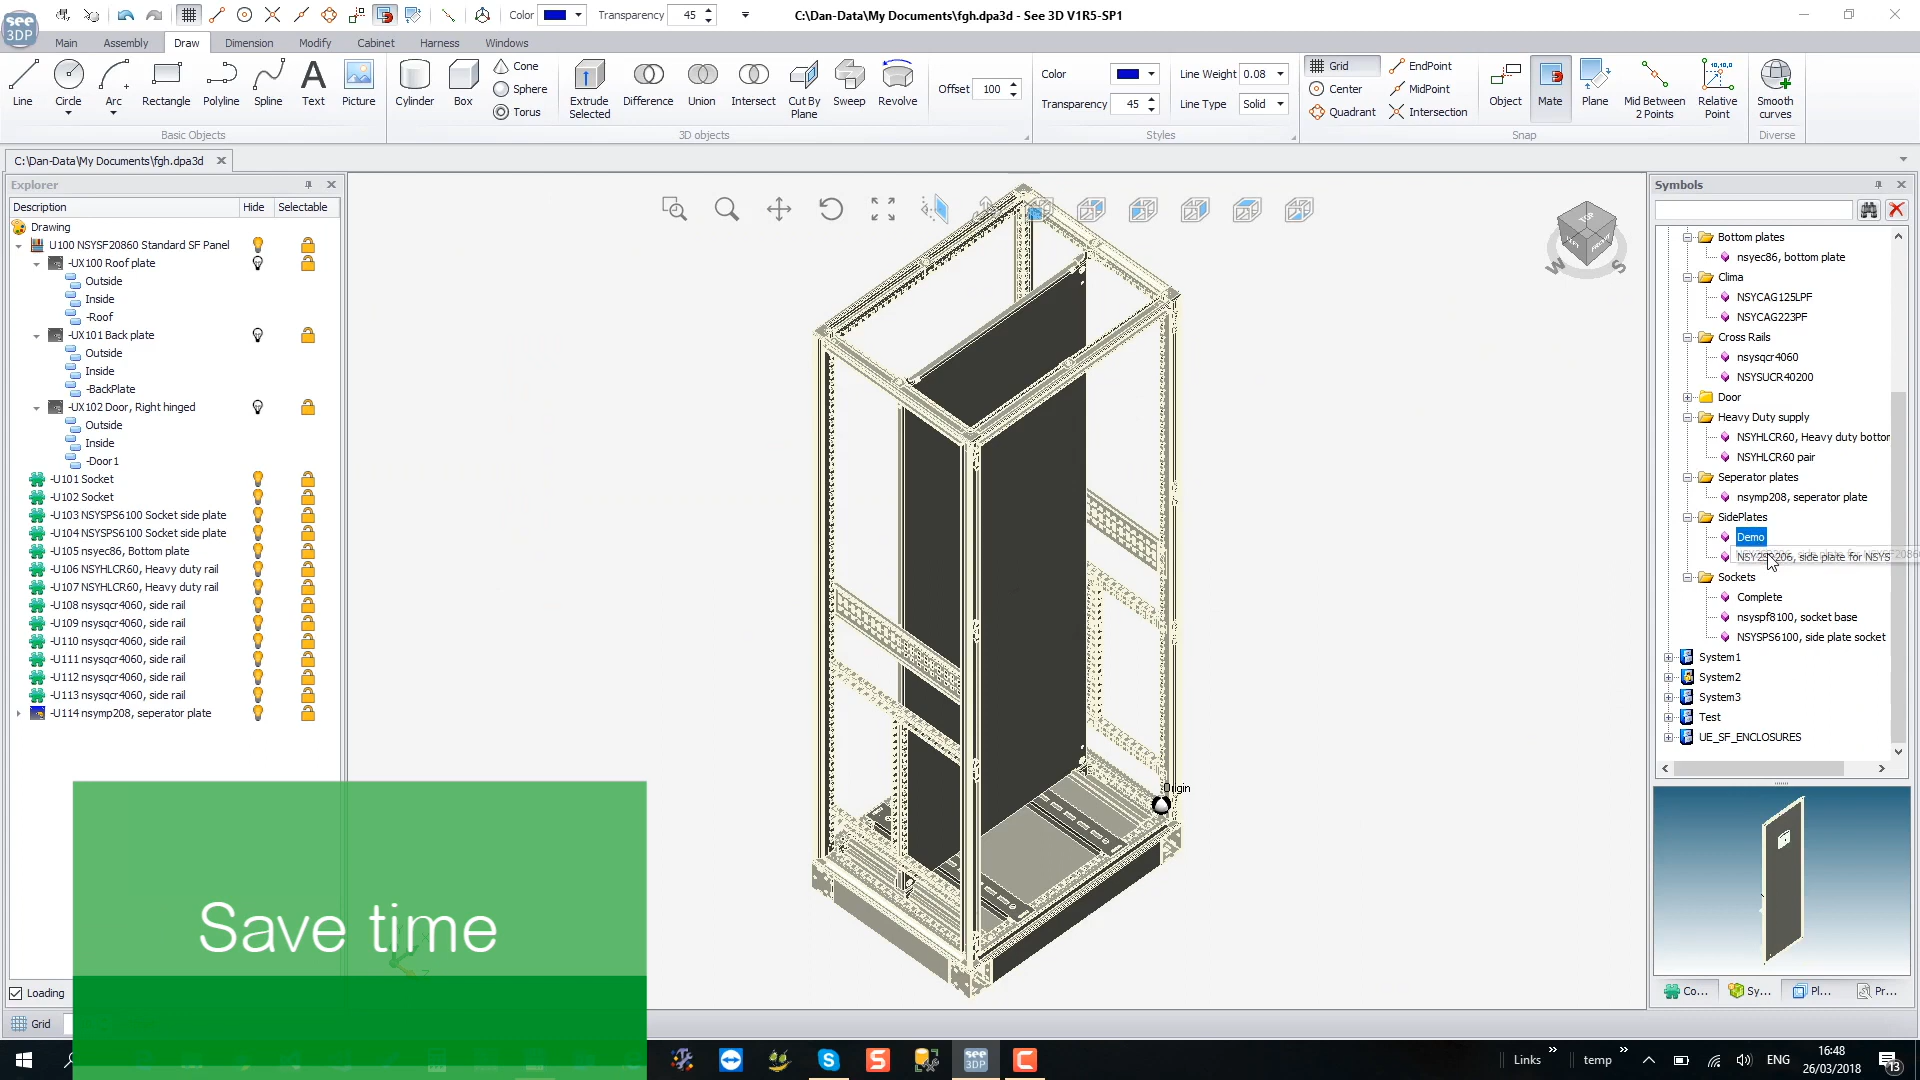 see
3DP
Color
Transparency
45
C:\Dan-Data\My Documents\fgh.dpa3d - See 3D V1R5-SP1
Main
Assembly
Draw
Dimension
Modify
Cabinet
Harness
Windows
Line
Circle
Arc
Rectangle
Polyline
Spline
Text
Picture
Basic Objects
Cylinder
Box
Cone
Sphere
Torus
Extrude
Selected
Difference
Union
Intersect
Cut By
Plane
Sweep
Revolve
Offset 100
3D objects
Color
Line Weight 0.08
Transparency 45
Line Type Solid
Styles
Grid
EndPoint
Center
MidPoint
Quadrant
Intersection
Object
Mate
Plane
Mid Between
2 Points
Relative
Point
Snap
Smooth
curves
Diverse
C:\Dan-Data\My Documents\fgh.dpa3d
Explorer
Description Hide Selectable
Drawing
U100 NSYSF20860 Standard SF Panel
-UX100 Roof plate
Outside
Inside
-Roof
-UX101 Back plate
Outside
Inside
-BackPlate
-UX102 Door, Right hinged
Outside
Inside
-Door1
-U101 Socket
-U102 Socket
-U103 NSYSPS6100 Socket side plate
-U104 NSYSPS6100 Socket side plate
-U105 nsyec86, Bottom plate
-U106 NSYHLCR60, Heavy duty rail
-U107 NSYHLCR60, Heavy duty rail
-U108 nsysqcr4060, side rail
-U109 nsysqcr4060, side rail
-U110 nsysqcr4060, side rail
-U111 nsysqcr4060, side rail
-U112 nsysqcr4060, side rail
-U113 nsysqcr4060, side rail
-U114 nsymp208, seperator plate
Loading
Grid
Save time
TOP
LEFT
FRONT
W
S
Origin
Symbols
Bottom plates
nsyec86, bottom plate
Clima
NSYCAG125LPF
NSYCAG223PF
Cross Rails
nsysqcr4060
NSYSUCR40200
Door
Heavy Duty supply
NSYHLCR60, Heavy duty bottor
NSYHLCR60 pair
Seperator plates
nsymp208, seperator plate
SidePlates
Demo
side plate for NSYS
Sockets
Complete
nsyspf8100, socket base
NSYSPS6100, side plate socket
System1
System2
System3
Test
UE_SF_ENCLOSURES
Co...
Sy...
Pl...
Pr...
see
3DP
Links
temp
ENG
16:48
26/03/2018
13